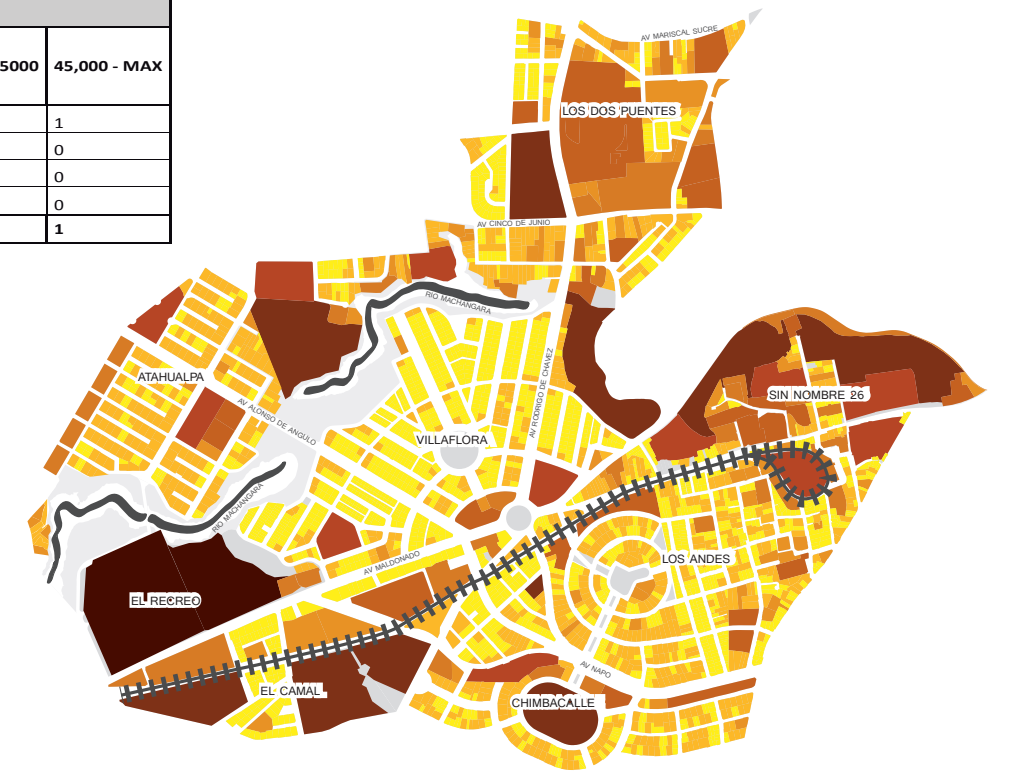 5000 45,000 - MAX
1
0
0
0
1
AV MARISCAL SUCRE
LOS DOS PUENTES
AV CINCO DE JUNIO
RIO MACHANGARA
AV RODRIGO DE CHAVEZ
ATAHUALPA
SIN NOMBRE 26
AV ALONSO DE ANGULO
VILLAFLORA
RIO MACHANGARA
AV MALDONADO
LOS ANDES
EL RECREO
AV NAPO
EL CAMAL
CHIMBACALLE